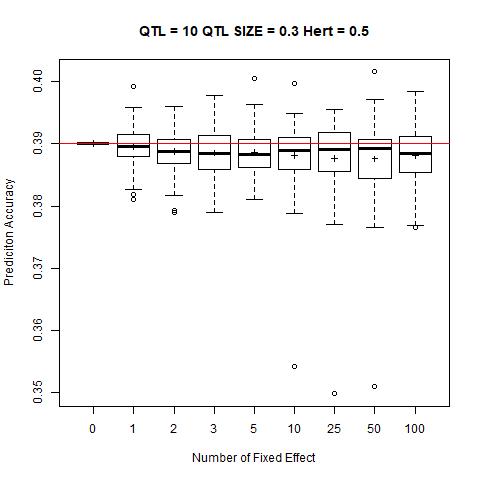 QTL = 10 QTL SIZE = 0.3 Hert = 0.5
Prediciton Accuracy
0.40
0.39
0.38
0.37
0.36
0.35
0 1 2 3 5 10 25 50 100
Number of Fixed Effect